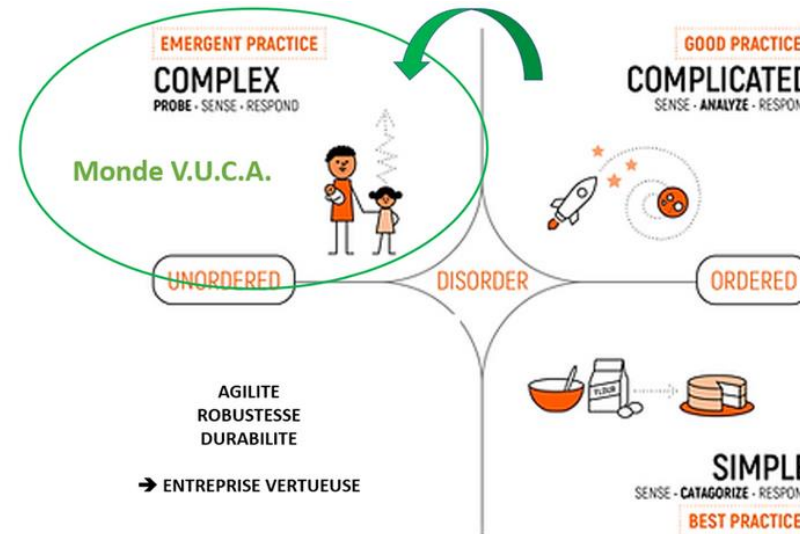 EMERGENT PRACTICE
COMPLEX
PROBE - SENSE - RESPOND
Monde V.U.C.A.
GOOD PRACTICE
COMPLICATED
SENSE - ANALYZE - RESPON
UNORDERED
DISORDER
ORDERED
FLOUR
AGILITE
ROBUSTESSE
DURABILITE
➔ ENTREPRISE VERTUEUSE
SIMPLE
SENSE - CATAGORIZE - RESPON
BEST PRACTICE